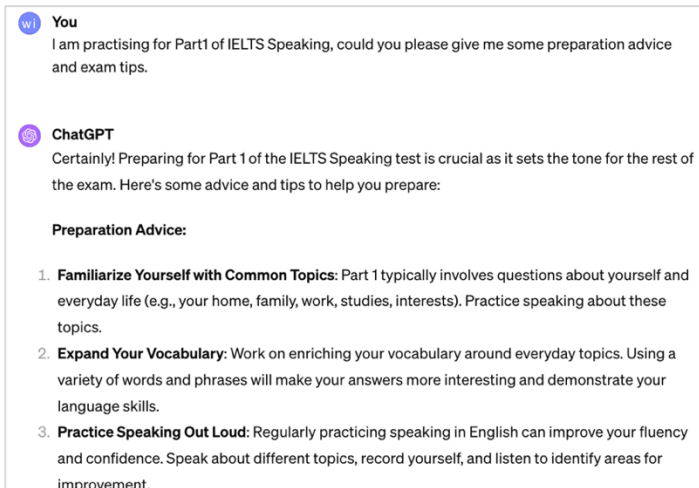 wi You
I am practising for Part1 of IELTS Speaking, could you please give me some preparation advice
and exam tips.
ChatGPT
Certainly! Preparing for Part 1 of the IELTS Speaking test is crucial as it sets the tone for the rest of
the exam. Here's some advice and tips to help you prepare:
Preparation Advice:
1. Familiarize Yourself with Common Topics: Part 1 typically involves questions about yourself and
everyday life (e.g., your home, family, work, studies, interests). Practice speaking about these
topics.
2. Expand Your Vocabulary: Work on enriching your vocabulary around everyday topics. Using a
variety of words and phrases will make your answers more interesting and demonstrate your
language skills.
3. Practice Speaking Out Loud: Regularly practicing speaking in English can improve your fluency
and confidence. Speak about different topics, record yourself, and listen to identify areas for
improvement.